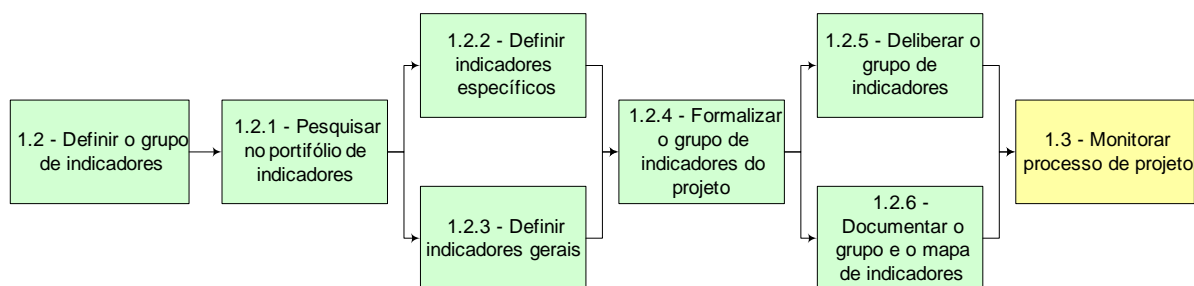 1.2 - Definir o grupo
de indicadores
1.2.1 - Pesquisar
no portifólio de
indicadores
1.2.2 - Definir
indicadores
específicos
1.2.3 - Definir
indicadores gerais
1.2.4 - Formalizar
o grupo de
indicadores do
projeto
1.2.5 - Deliberar o
grupo de
indicadores
1.2.6 -
Documentar o
grupo e o mapa
de indicadores
1.3 - Monitorar
processo de projeto